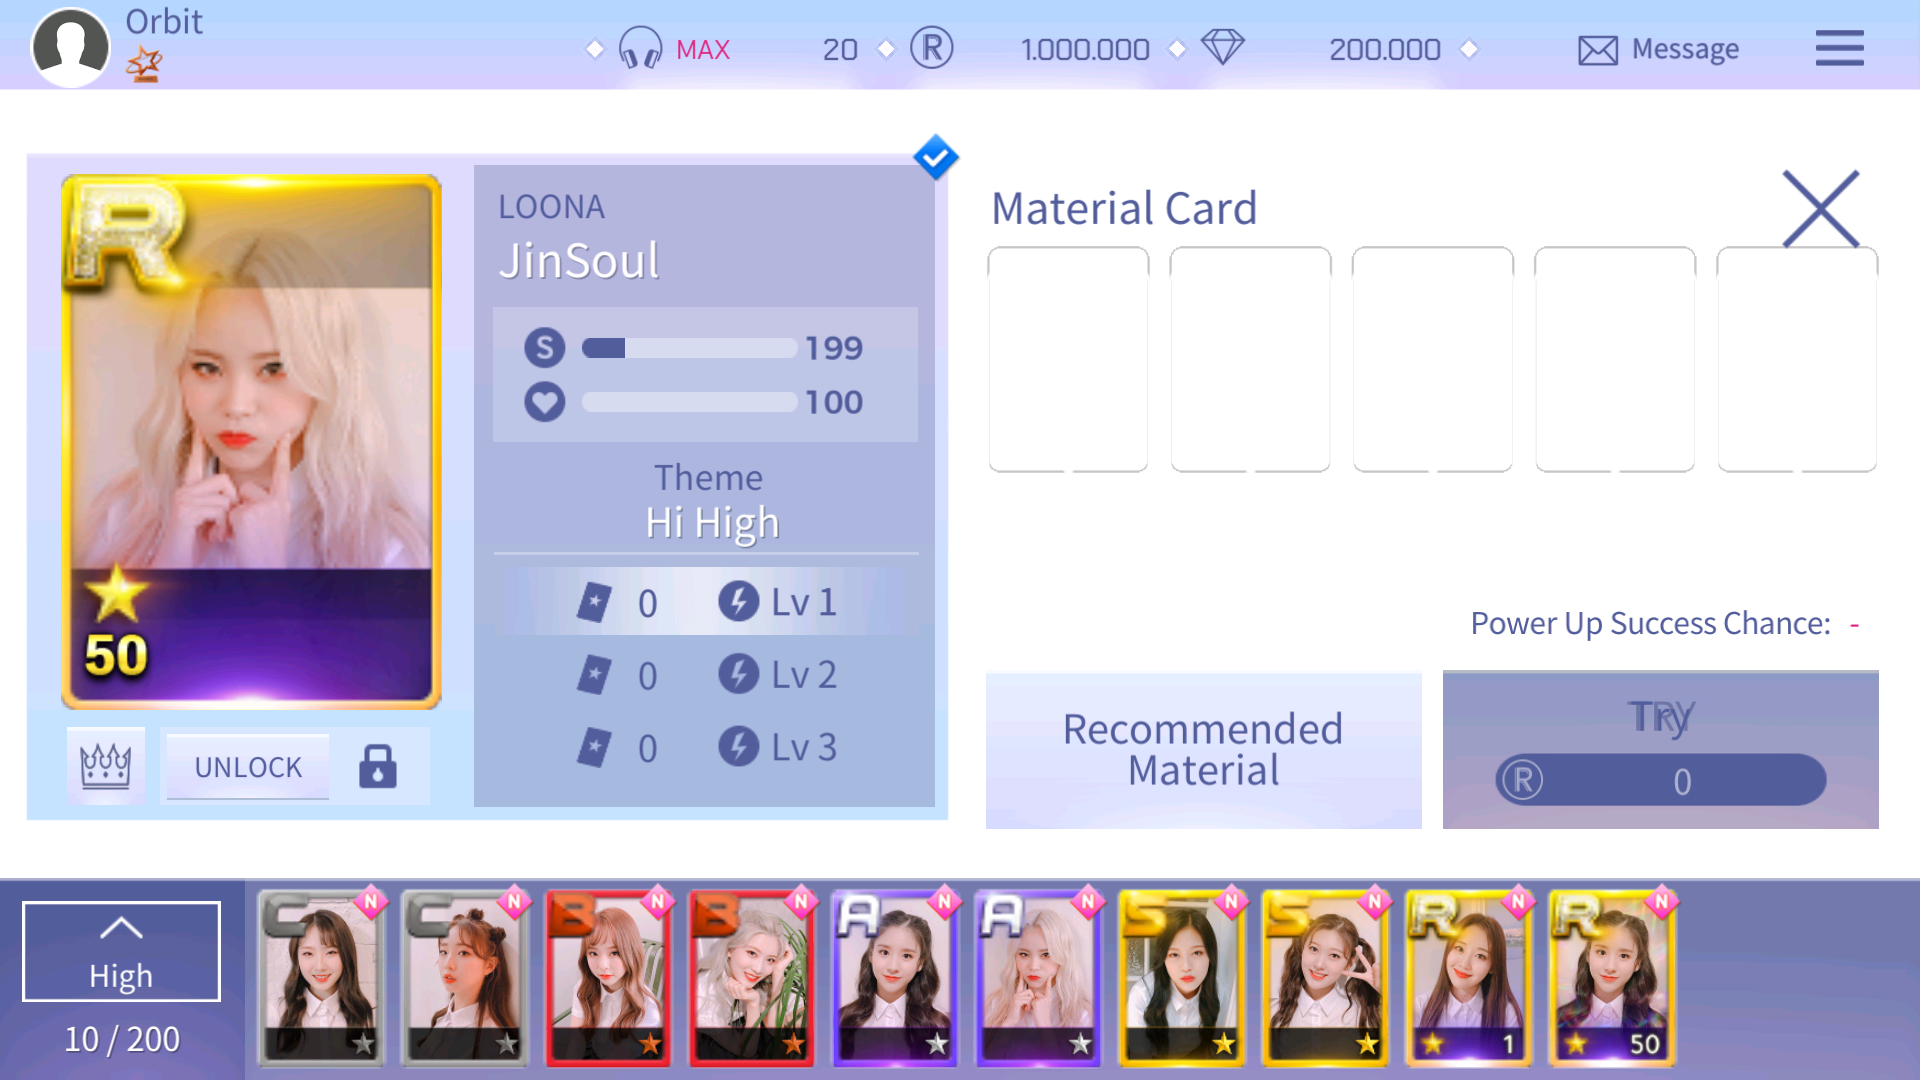 Orbit
MAX
20
R
1.000.000
200.000
Message
R
50
UNLOCK
LOONA
JinSoul
S 199
100
Theme
Hi High
0 Lv 1
0 Lv 2
0 Lv 3
Material Card
Power Up Success Chance: -
Recommended
Material
Try
R 0
High
10 / 200
C N
C N
B N
B N
A N
A N
S N
S N
R N
1
R N
50